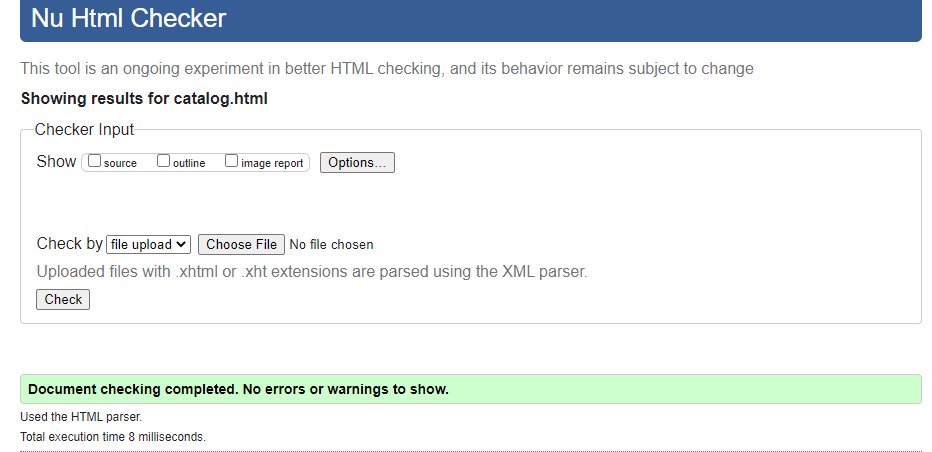 Nu Html Checker
This tool is an ongoing experiment in better HTML checking, and its behavior remains subject to change
Showing results for catalog.html
Checker Input
Show source outline image report Options...
Check by file upload Choose File No file chosen
Uploaded files with .xhtml or .xht extensions are parsed using the XML parser.
Check
Document checking completed. No errors or warnings to show.
Used the HTML parser.
Total execution time 8 milliseconds.